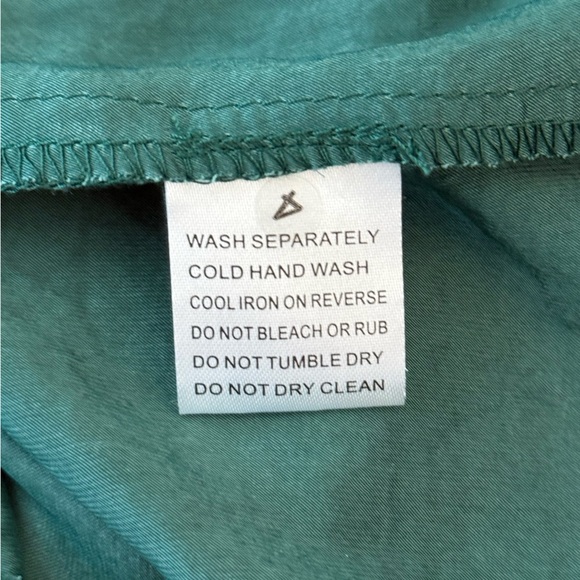 WASH SEPARATELY
COLD HAND WASH
COOL IRON ON REVERSE
DO NOT BLEACH OR RUB
DO NOT TUMBLE DRY
DO NOT DRY CLEAN